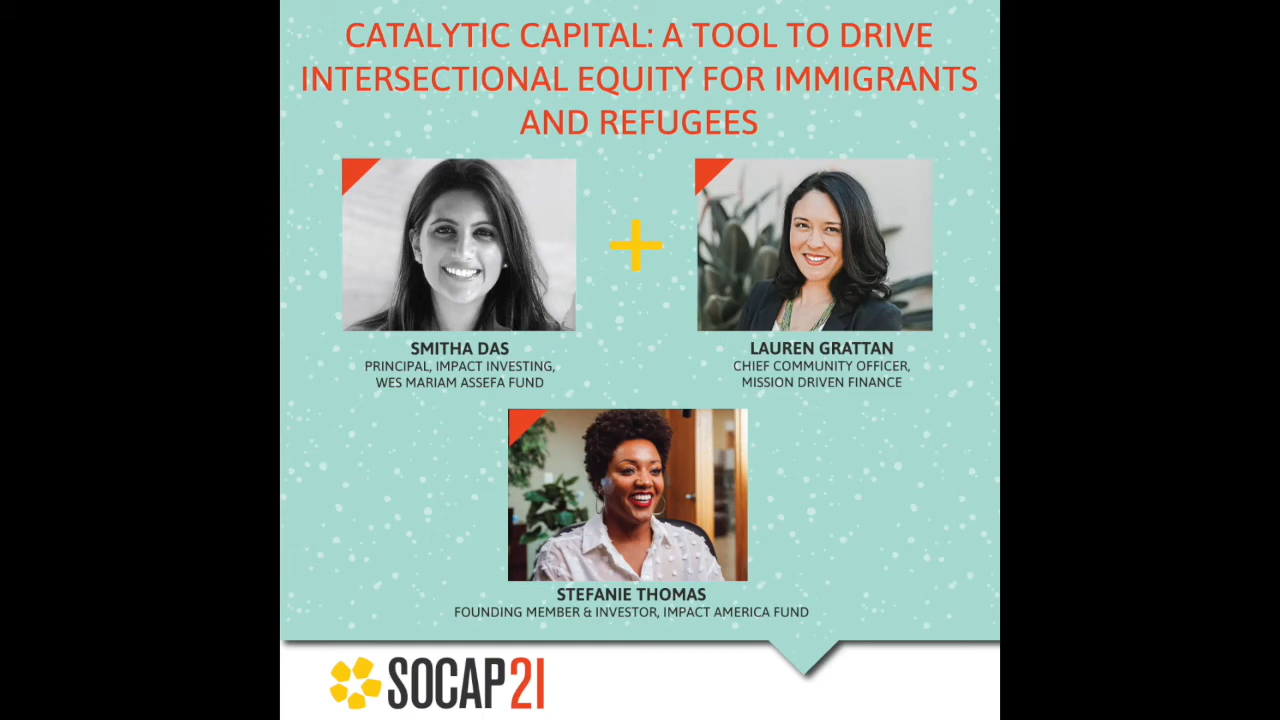 CATALYTIC CAPITAL: A TOOL TO DRIVE
INTERSECTIONAL EQUITY FOR IMMIGRANTS
AND REFUGEES
SMITHA DAS
PRINCIPAL, IMPACT INVESTING,
WES MARIAM ASSEFA FUND
LAUREN GRATTAN
CHIEF COMMUNITY OFFICER,
MISSION DRIVEN FINANCE
STEFANIE THOMAS
FOUNDING MEMBER & INVESTOR, IMPACT AMERICA FUND
SOCAP21